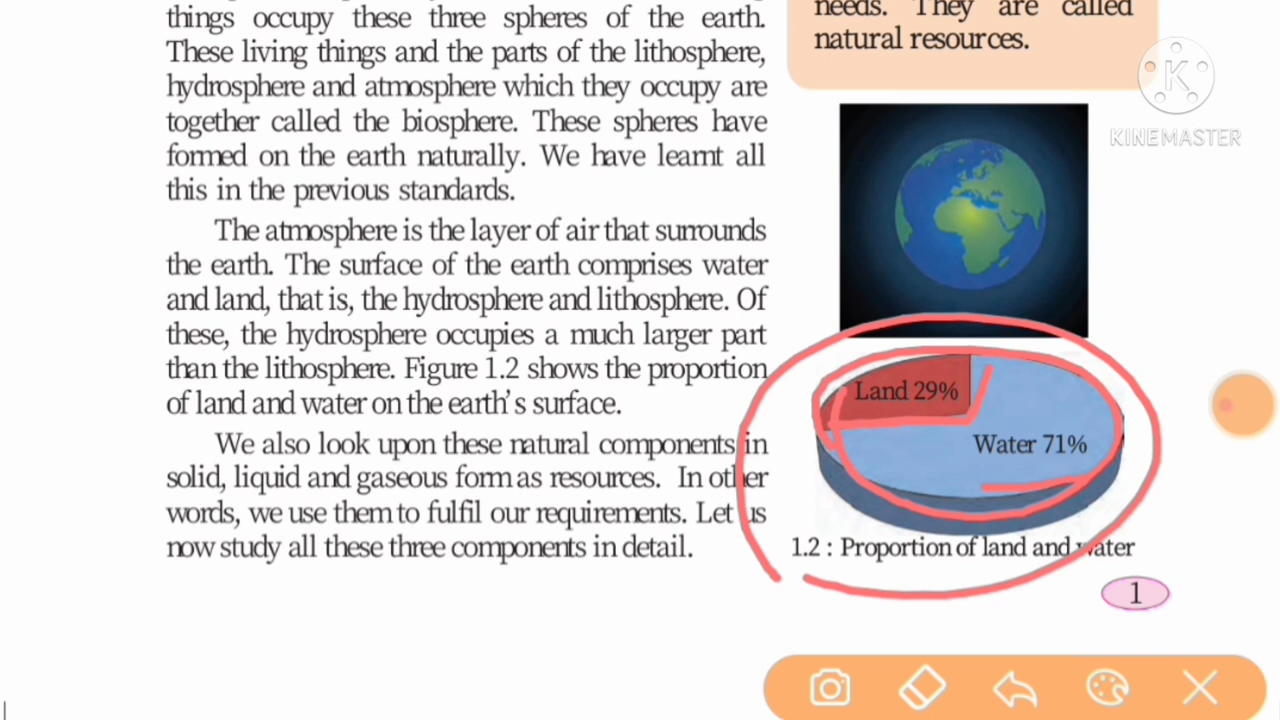 things occupy these three spheres of the earth.
These living things and the parts of the lithosphere,
hydrosphere and atmosphere which they occupy are
together called the biosphere. These spheres have
formed on the earth naturally. We have learnt all
this in the previous standards.
The atmosphere is the layer of air that surrounds
the earth. The surface of the earth comprises water
and land, that is, the hydrosphere and lithosphere. Of
these, the hydrosphere occupies a much larger part
than the lithosphere. Figure 1.2 shows the proportion
of land and water on the earth's surface.
We also look upon these natural components in
solid, liquid and gaseous form as resources. In other
words, we use them to fulfil our requirements. Let us
now study all these three components in detail.
needs. They are called
natural resources.
K
KINEMASTER
Land 29%
Water 71%
1.2 : Proportion of land and water
1